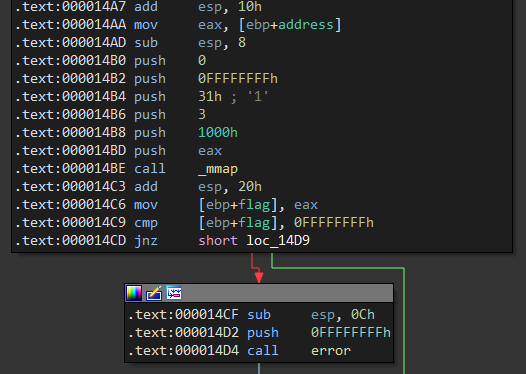 .text:000014A7 add esp, 10h
.text:000014AA mov eax, [ebp+address]
.text:000014AD sub esp, 8
.text:000014B0 push 0
.text:000014B2 push 0FFFFFFFFh
.text:000014B4 push 31h ; '1'
.text:000014B6 push 3
.text:000014B8 push 1000h
.text:000014BD push eax
.text:000014BE call _mmap
.text:000014C3 add esp, 20h
.text:000014C6 mov [ebp+flag], eax
.text:000014C9 cmp [ebp+flag], 0FFFFFFFFh
.text:000014CD jnz short loc_14D9
.text:000014CF sub esp, 0Ch
.text:000014D2 push 0FFFFFFFFh
.text:000014D4 call error